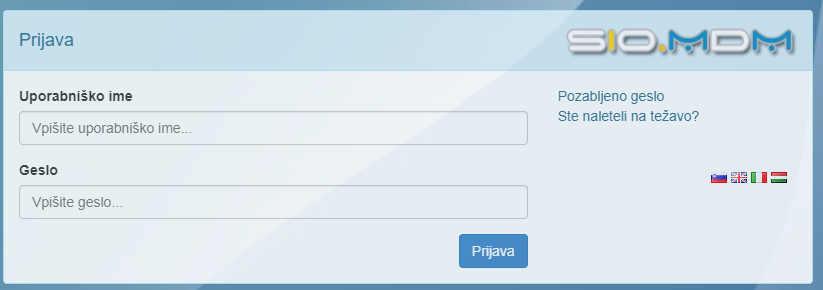 Prijava
SIO.MDM
Uporabniško ime
Vpišite uporabniško ime...
Geslo
Vpišite geslo...
Prijava
Pozabljeno geslo
Ste naleteli na težavo?